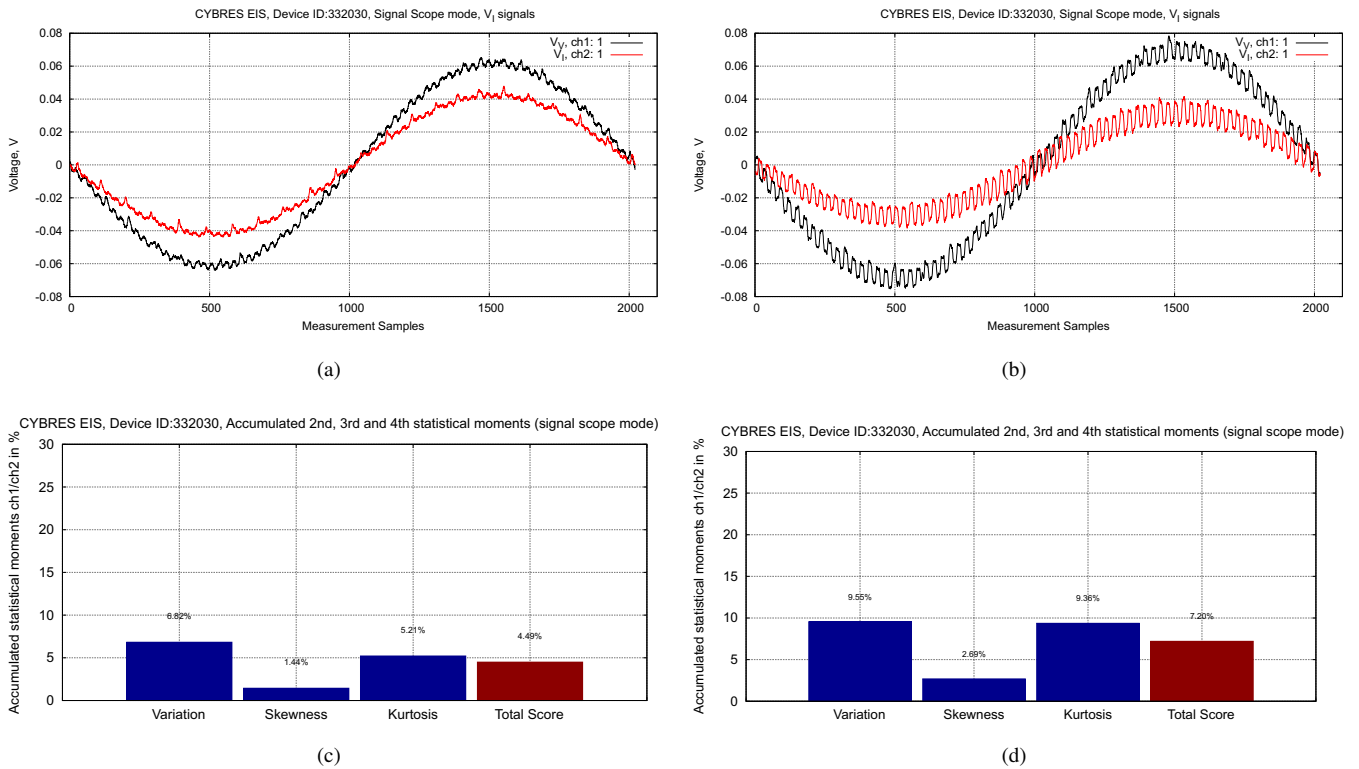 CYBRES EIS, Device ID:332030, Signal Scope mode, VI signals
Vy, ch1: 1
VI, ch2: 1
0.08
0.06
0.04
0.02
0
-0.02
-0.04
-0.06
-0.08
Voltage, V
0 500 1000 1500 2000
Measurement Samples
(a)
CYBRES EIS, Device ID:332030, Signal Scope mode, VI signals
Vy, ch1: 1
VI, ch2: 1
0.08
0.06
0.04
0.02
0
-0.02
-0.04
-0.06
-0.08
Voltage, V
0 500 1000 1500 2000
Measurement Samples
(b)
CYBRES EIS, Device ID:332030, Accumulated 2nd, 3rd and 4th statistical moments (signal scope mode)
30
25
20
15
10
5
0
Accumulated statistical moments ch1/ch2 in %
6.82% 1.44% 5.21% 4.49%
Variation Skewness Kurtosis Total Score
(c)
CYBRES EIS, Device ID:332030, Accumulated 2nd, 3rd and 4th statistical moments (signal scope mode)
30
25
20
15
10
5
0
Accumulated statistical moments ch1/ch2 in %
9.55% 2.69% 9.36% 7.20%
Variation Skewness Kurtosis Total Score
(d)